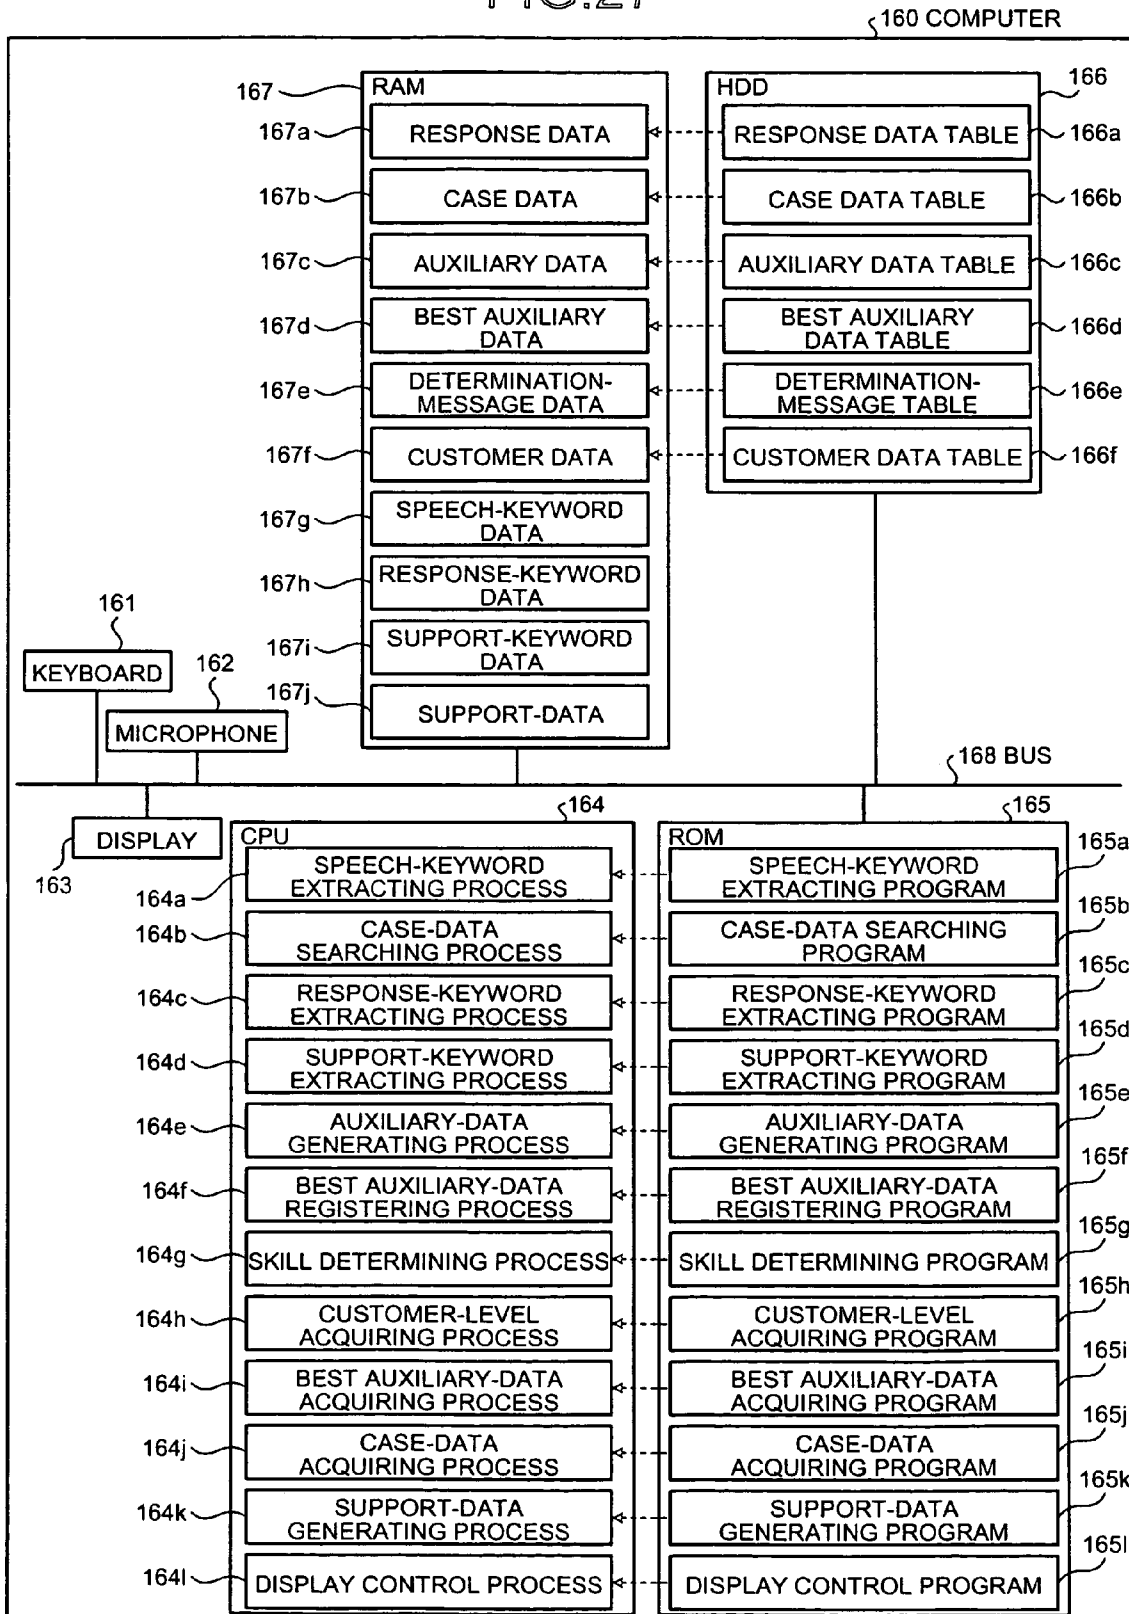 FIG.27
160 COMPUTER
167
RAM
167a
RESPONSE DATA
167b
CASE DATA
167c
AUXILIARY DATA
167d
BEST AUXILIARY
DATA
167e
DETERMINATION-
MESSAGE DATA
167f
CUSTOMER DATA
167g
SPEECH-KEYWORD
DATA
167h
RESPONSE-KEYWORD
DATA
167i
SUPPORT-KEYWORD
DATA
167j
SUPPORT-DATA
HDD
166
RESPONSE DATA TABLE
166a
CASE DATA TABLE
166b
AUXILIARY DATA TABLE
166c
BEST AUXILIARY
DATA TABLE
166d
DETERMINATION-
MESSAGE TABLE
166e
CUSTOMER DATA TABLE
166f
161
KEYBOARD
162
MICROPHONE
168 BUS
DISPLAY
163
164
CPU
164a
SPEECH-KEYWORD
EXTRACTING PROCESS
164b
CASE-DATA
SEARCHING PROCESS
164c
RESPONSE-KEYWORD
EXTRACTING PROCESS
164d
SUPPORT-KEYWORD
EXTRACTING PROCESS
164e
AUXILIARY-DATA
GENERATING PROCESS
164f
BEST AUXILIARY-DATA
REGISTERING PROCESS
164g
SKILL DETERMINING PROCESS
164h
CUSTOMER-LEVEL
ACQUIRING PROCESS
164i
BEST AUXILIARY-DATA
ACQUIRING PROCESS
164j
CASE-DATA
ACQUIRING PROCESS
164k
SUPPORT-DATA
GENERATING PROCESS
164l
DISPLAY CONTROL PROCESS
165
ROM
165a
SPEECH-KEYWORD
EXTRACTING PROGRAM
165b
CASE-DATA SEARCHING
PROGRAM
165c
RESPONSE-KEYWORD
EXTRACTING PROGRAM
165d
SUPPORT-KEYWORD
EXTRACTING PROGRAM
165e
AUXILIARY-DATA
GENERATING PROGRAM
165f
BEST AUXILIARY-DATA
REGISTERING PROGRAM
165g
SKILL DETERMINING PROGRAM
165h
CUSTOMER-LEVEL
ACQUIRING PROGRAM
165i
BEST AUXILIARY-DATA
ACQUIRING PROGRAM
165j
CASE-DATA
ACQUIRING PROGRAM
165k
SUPPORT-DATA
GENERATING PROGRAM
165l
DISPLAY CONTROL PROGRAM